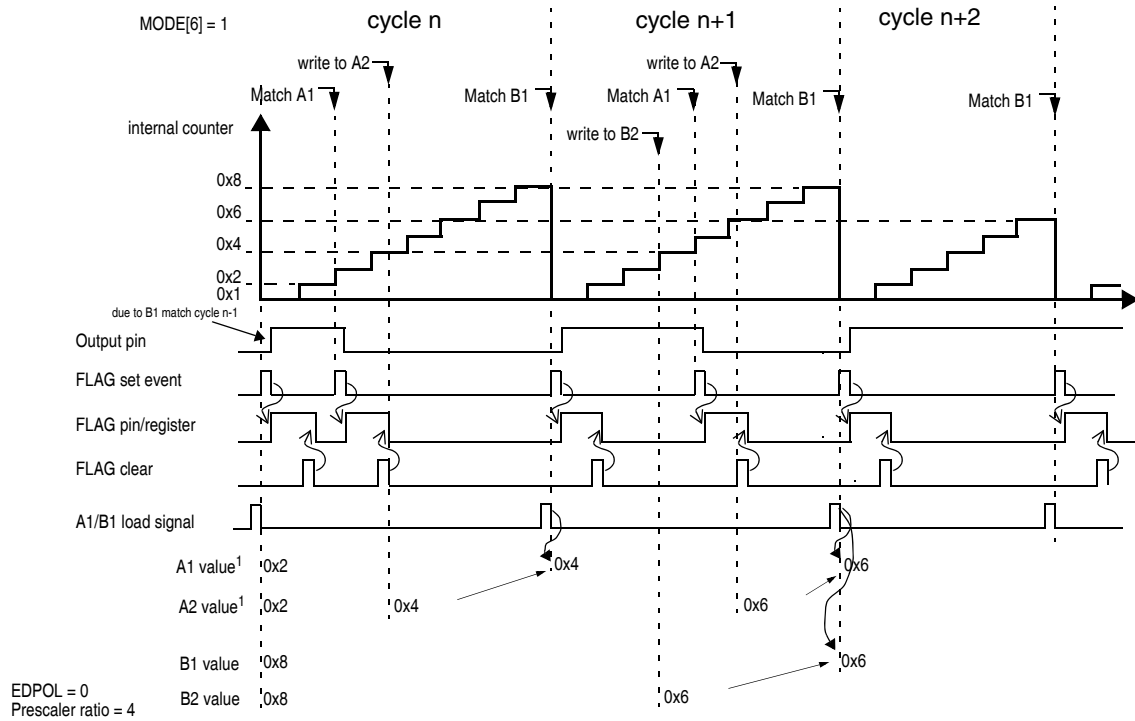 MODE[6] = 1
cycle n
cycle n+1
cycle n+2
write to A2
write to A2
Match A1
Match B1
Match A1
Match B1
Match B1
internal counter
write to B2
0x8
0x6
0x4
0x2
0x1
due to B1 match cycle n-1
Output pin
FLAG set event
FLAG pin/register
FLAG clear
A1/B1 load signal
A1 value1 0x2 0x4 0x6
A2 value1 0x2 0x4 0x6
B1 value 0x8 0x6
B2 value 0x8 0x6
EDPOL = 0
Prescaler ratio = 4